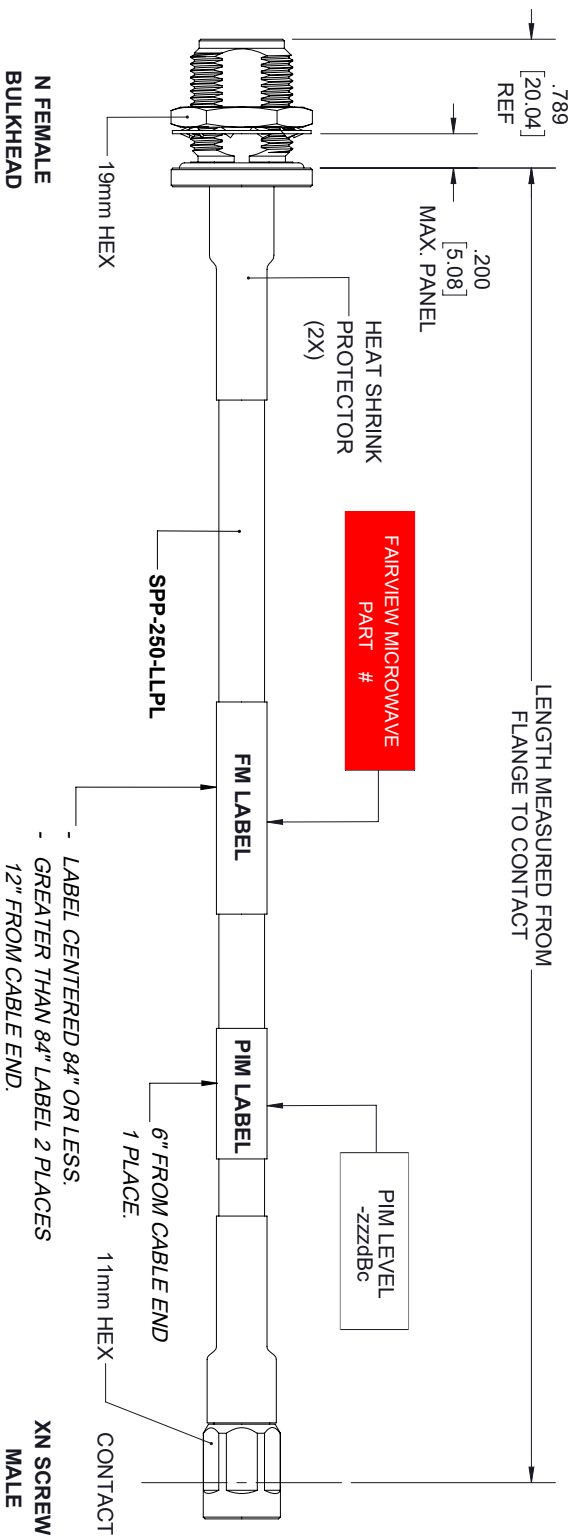 .789
[20.04]
REF
LENGTH MEASURED FROM
FLANGE TO CONTACT
.200
[5.08]
MAX. PANEL
HEAT SHRINK
PROTECTOR
(2X)
FAIRVIEW MICROWAVE
PART #
PIM LEVEL
-zzzdBc
FM LABEL
PIM LABEL
19mm HEX
SPP-250-LLPL
6" FROM CABLE END
1 PLACE.
11mm HEX
CONTACT
- LABEL CENTERED 84" OR LESS.
- GREATER THAN 84" LABEL 2 PLACES
12" FROM CABLE END.
N FEMALE
BULKHEAD
XN SCREW
MALE